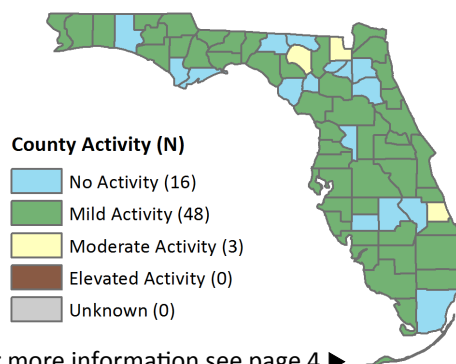 County Activity (N)
No Activity (16)
Mild Activity (48)
Moderate Activity (3)
Elevated Activity (0)
Unknown (0)
more information see page 4 ►